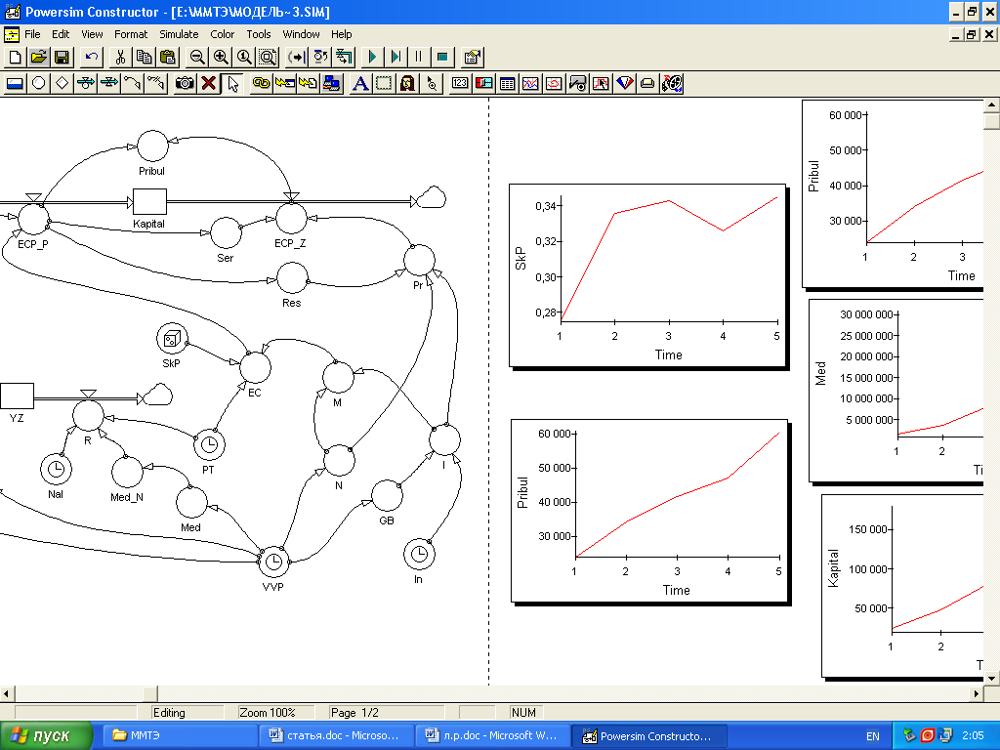 Powersim Constructor - [E:\ММТЭ\МОДЕЛЬ~3.SIM]
File Edit View Format Simulate Color Tools Window Help
A 123
Pribul
Kapital
ECP_P
Ser
ECP_Z
Res
Pr
SkP
EC
M
YZ
R
PT
N
I
Nal
Med_N
Med
GB
VVP
In
SkP
0,34
0,32
0,30
0,28
1 2 3 4 5
Time
Pribul
60 000
50 000
40 000
30 000
1 2 3 4 5
Time
Pribul
60 000
50 000
40 000
30 000
1 2 3
Time
Med
30 000 000
25 000 000
20 000 000
15 000 000
10 000 000
5 000 000
1 2
Ti
Kapital
150 000
100 000
50 000
1 2
T
Editing Zoom 100% Page 1/2 NUM
пуск ММТЭ статья.doc - Microso... л.р.doc - Microsoft W... Powersim Constructo... EN 2:05